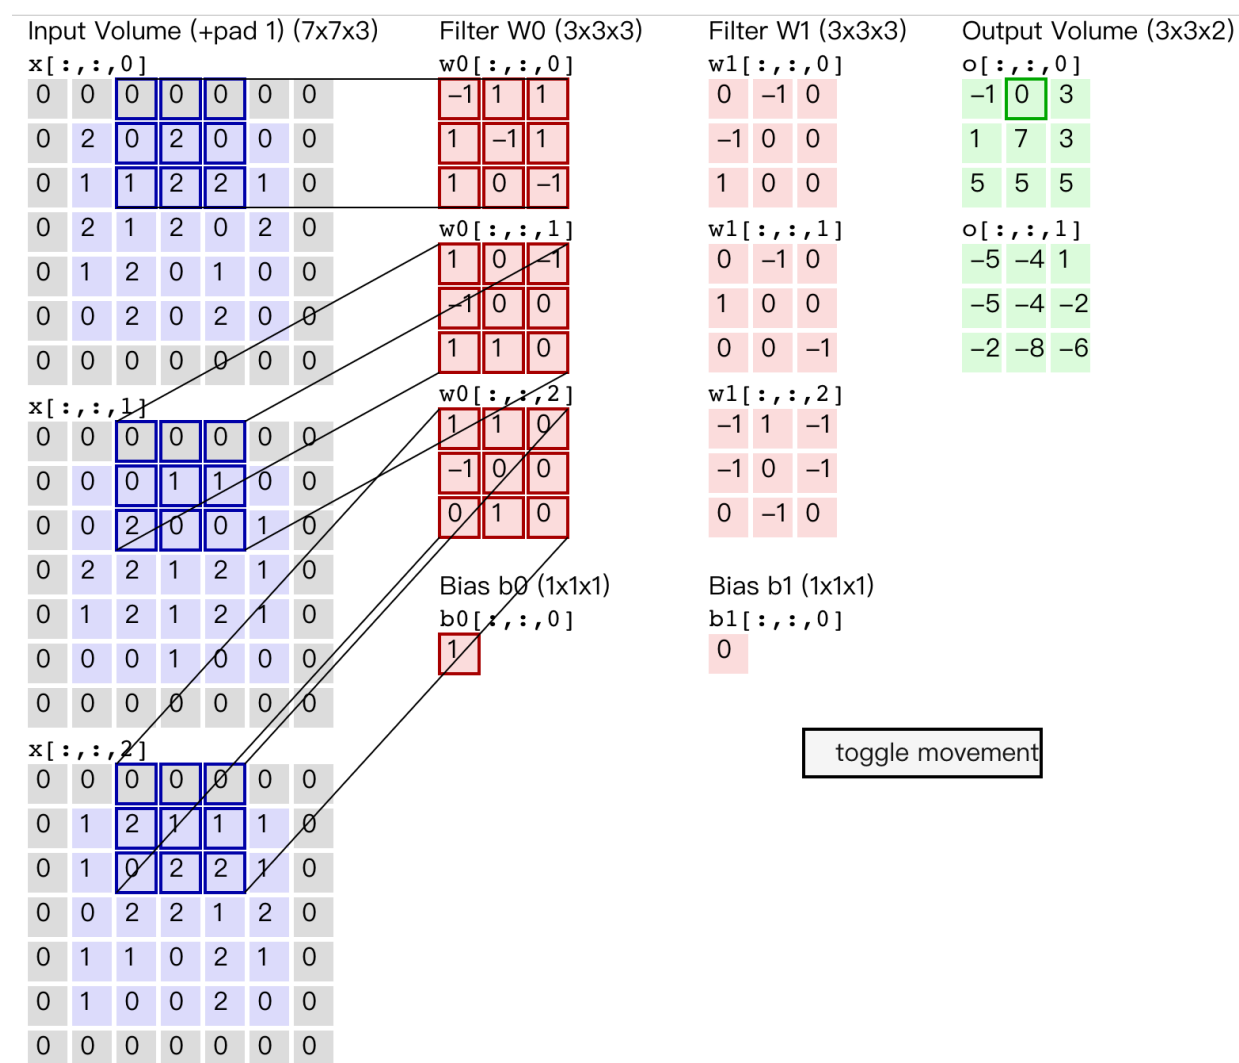 Input Volume (+pad 1) (7x7x3)
x[:,:,0]
0 0 0 0 0 0 0
0 2 0 2 0 0 0
0 1 1 2 2 1 0
0 2 1 2 0 2 0
0 1 2 0 1 0 0
0 0 2 0 2 0 0
0 0 0 0 0 0 0
x[:,:,1]
0 0 0 0 0 0 0
0 0 0 1 1 0 0
0 0 2 0 0 1 0
0 2 2 1 2 1 0
0 1 2 1 2 1 0
0 0 0 1 0 0 0
0 0 0 0 0 0 0
x[:,:,2]
0 0 0 0 0 0 0
0 1 2 1 1 1 0
0 1 0 2 2 1 0
0 0 2 2 1 2 0
0 1 1 0 2 1 0
0 1 0 0 2 0 0
0 0 0 0 0 0 0
Filter W0 (3x3x3)
w0[:,:,0]
–1 1 1
1 –1 1
1 0 –1
w0[:,:,1]
1 0 –1
–1 0 0
1 1 0
w0[:,:,2]
1 1 0
–1 0 0
0 1 0
Bias b0 (1x1x1)
b0[:,:,0]
1
Filter W1 (3x3x3)
w1[:,:,0]
0 –1 0
–1 0 0
1 0 0
w1[:,:,1]
0 –1 0
1 0 0
0 0 –1
w1[:,:,2]
–1 1 –1
–1 0 –1
0 –1 0
Bias b1 (1x1x1)
b1[:,:,0]
0
Output Volume (3x3x2)
o[:,:,0]
–1 0 3
1 7 3
5 5 5
o[:,:,1]
–5 –4 1
–5 –4 –2
–2 –8 –6
toggle movement